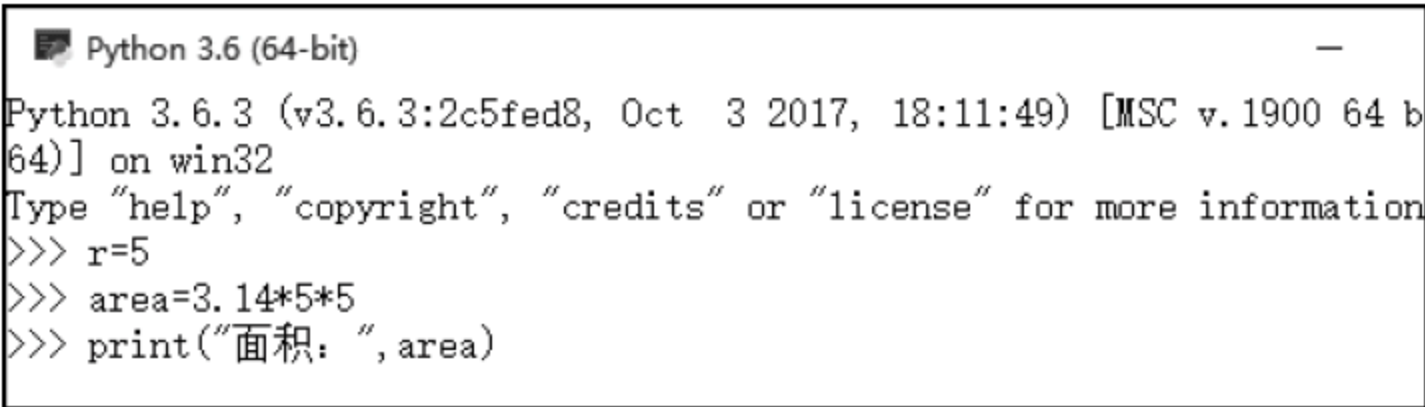 Python 3.6 (64-bit)
Python 3.6.3 (v3.6.3:2c5fed8, Oct  3 2017, 18:11:49) [MSC v.1900 64 b
64)] on win32
Type "help", "copyright", "credits" or "license" for more information
>>> r=5
>>> area=3.14*5*5
>>> print("面积：",area)